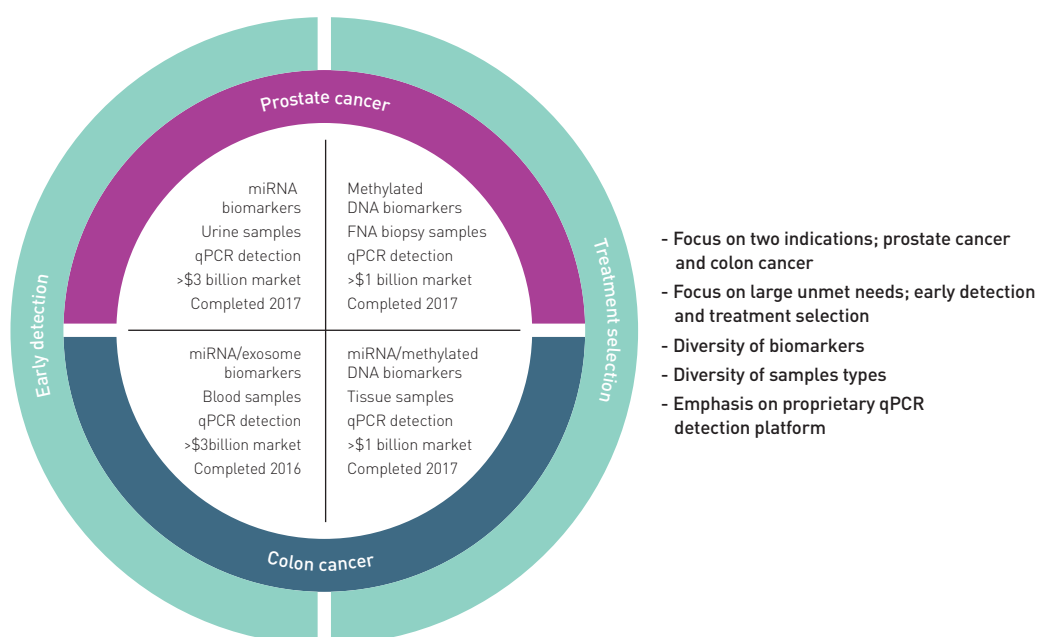 Prostate cancer
Early detection
Treatment selection
miRNA
biomarkers
Urine samples
qPCR detection
>$3 billion market
Completed 2017
Methylated
DNA biomarkers
FNA biopsy samples
qPCR detection
>$1 billion market
Completed 2017
miRNA/exosome
biomarkers
Blood samples
qPCR detection
>$3billion market
Completed 2016
miRNA/methylated
DNA biomarkers
Tissue samples
qPCR detection
>$1 billion market
Completed 2017
Colon cancer
- Focus on two indications; prostate cancer
and colon cancer
- Focus on large unmet needs; early detection
and treatment selection
- Diversity of biomarkers
- Diversity of samples types
- Emphasis on proprietary qPCR
detection platform